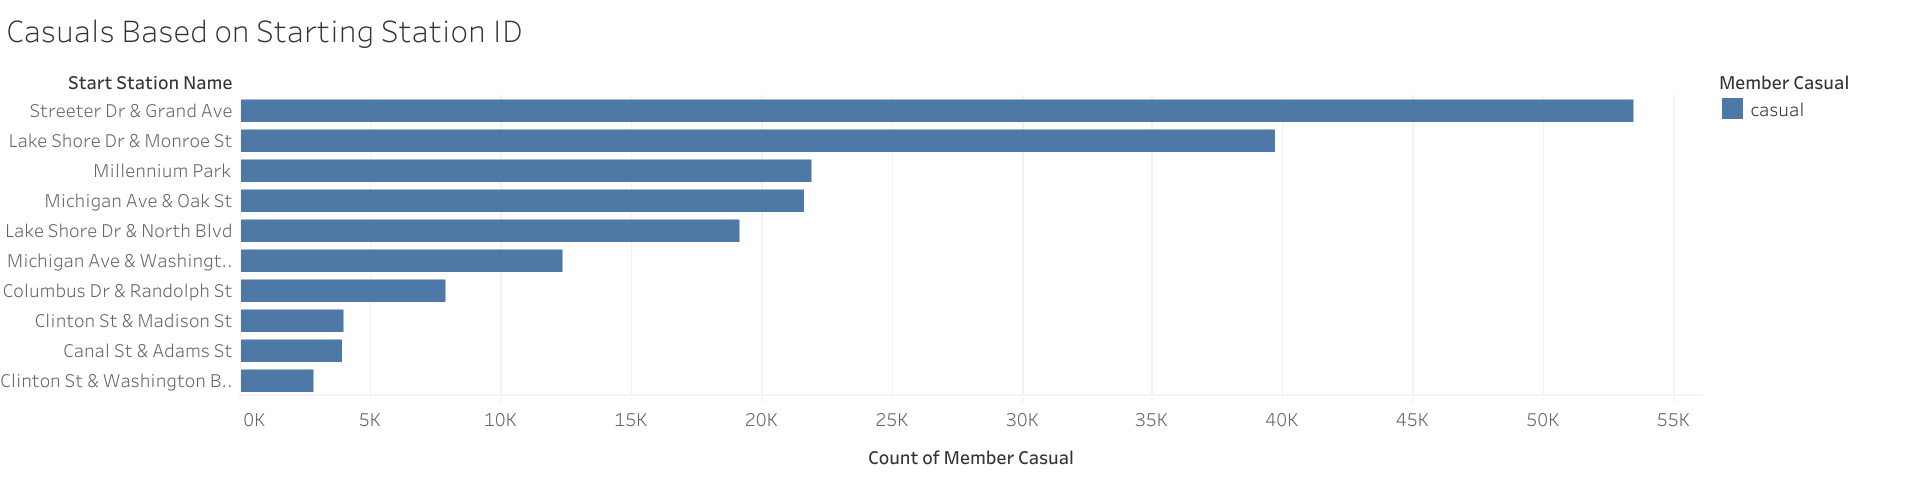 Casuals Based on Starting Station ID
Start Station Name
Streeter Dr & Grand Ave
Lake Shore Dr & Monroe St
Millennium Park
Michigan Ave & Oak St
Lake Shore Dr & North Blvd
Michigan Ave & Washingt..
Columbus Dr & Randolph St
Clinton St & Madison St
Canal St & Adams St
Clinton St & Washington B..
0K 5K 10K 15K 20K 25K 30K 35K 40K 45K 50K 55K
Count of Member Casual
Member Casual
casual